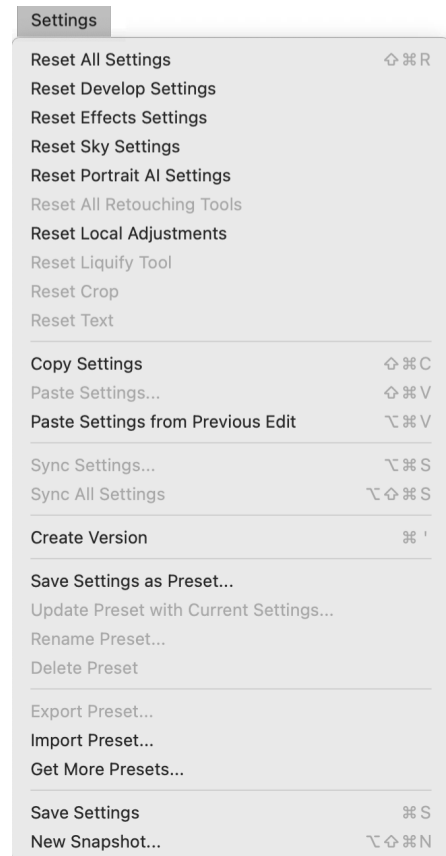 Settings
Reset All Settings ⇧⌘R
Reset Develop Settings
Reset Effects Settings
Reset Sky Settings
Reset Portrait AI Settings
Reset All Retouching Tools
Reset Local Adjustments
Reset Liquify Tool
Reset Crop
Reset Text
Copy Settings ⇧⌘C
Paste Settings... ⇧⌘V
Paste Settings from Previous Edit ⌥⌘V
Sync Settings... ⌥⌘S
Sync All Settings ⌥⇧⌘S
Create Version ⌘'
Save Settings as Preset...
Update Preset with Current Settings...
Rename Preset...
Delete Preset
Export Preset...
Import Preset...
Get More Presets...
Save Settings ⌘S
New Snapshot... ⌥⇧⌘N